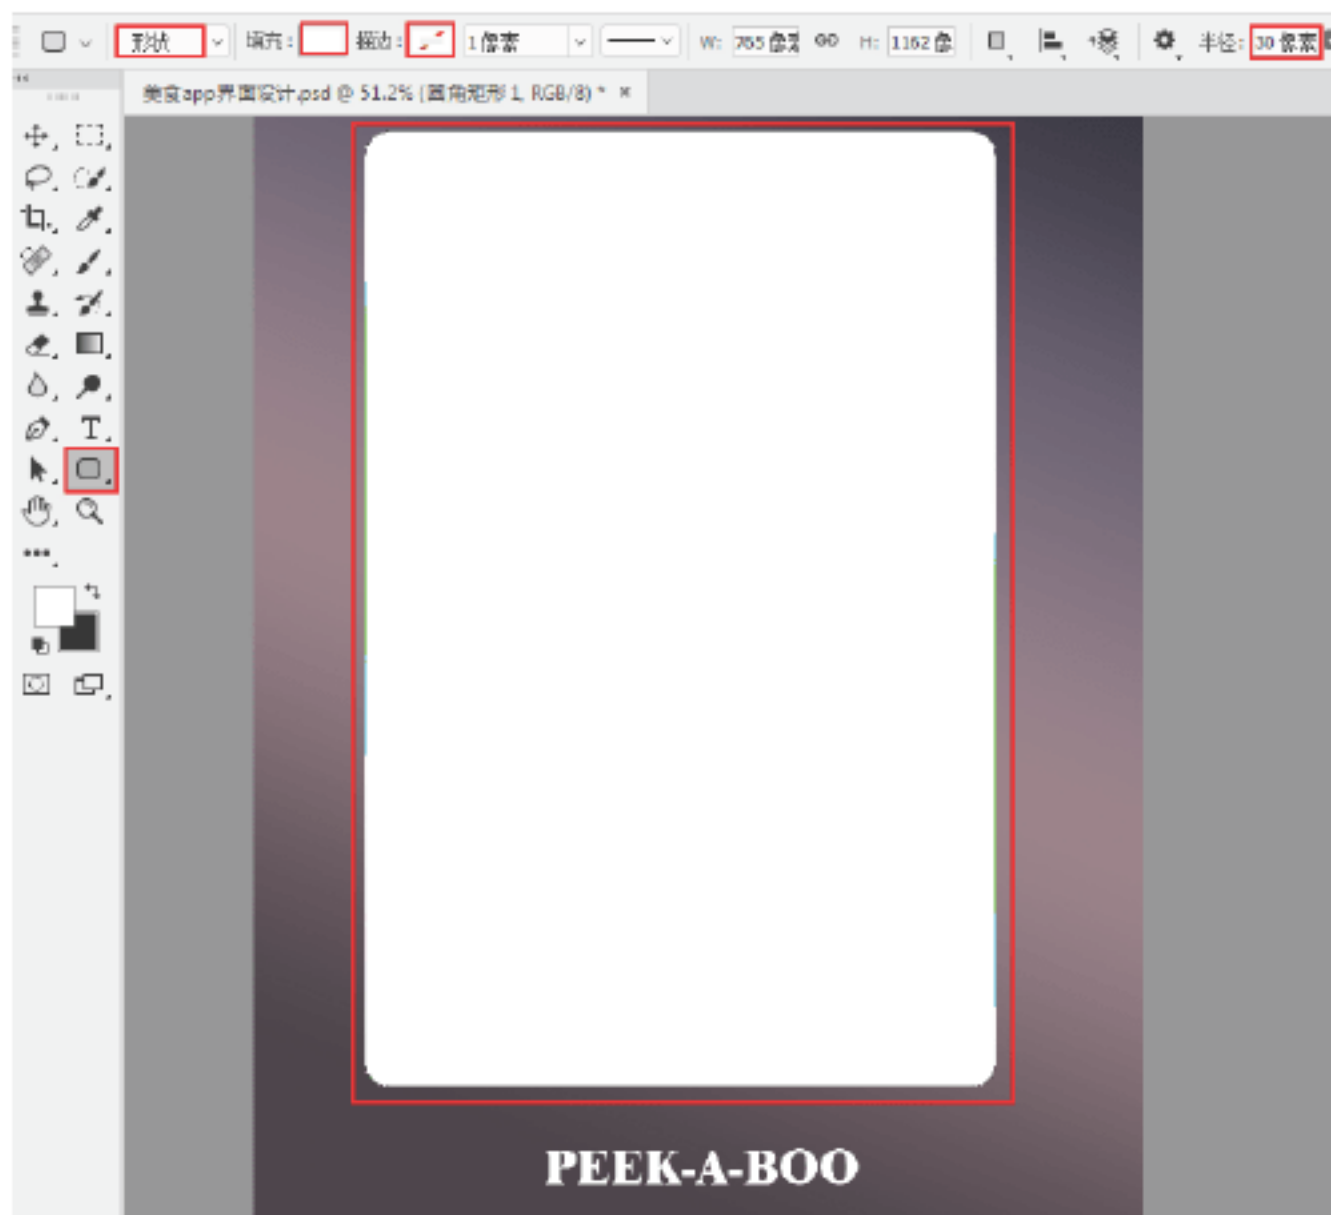 形状 填充: 描边: 1 像素 W: 765 像素 H: 1162 像 半径: 30 像素
美食app界面设计.psd @ 51.2% (圆角矩形 1, RGB/8) * ×
PEEK-A-BOO